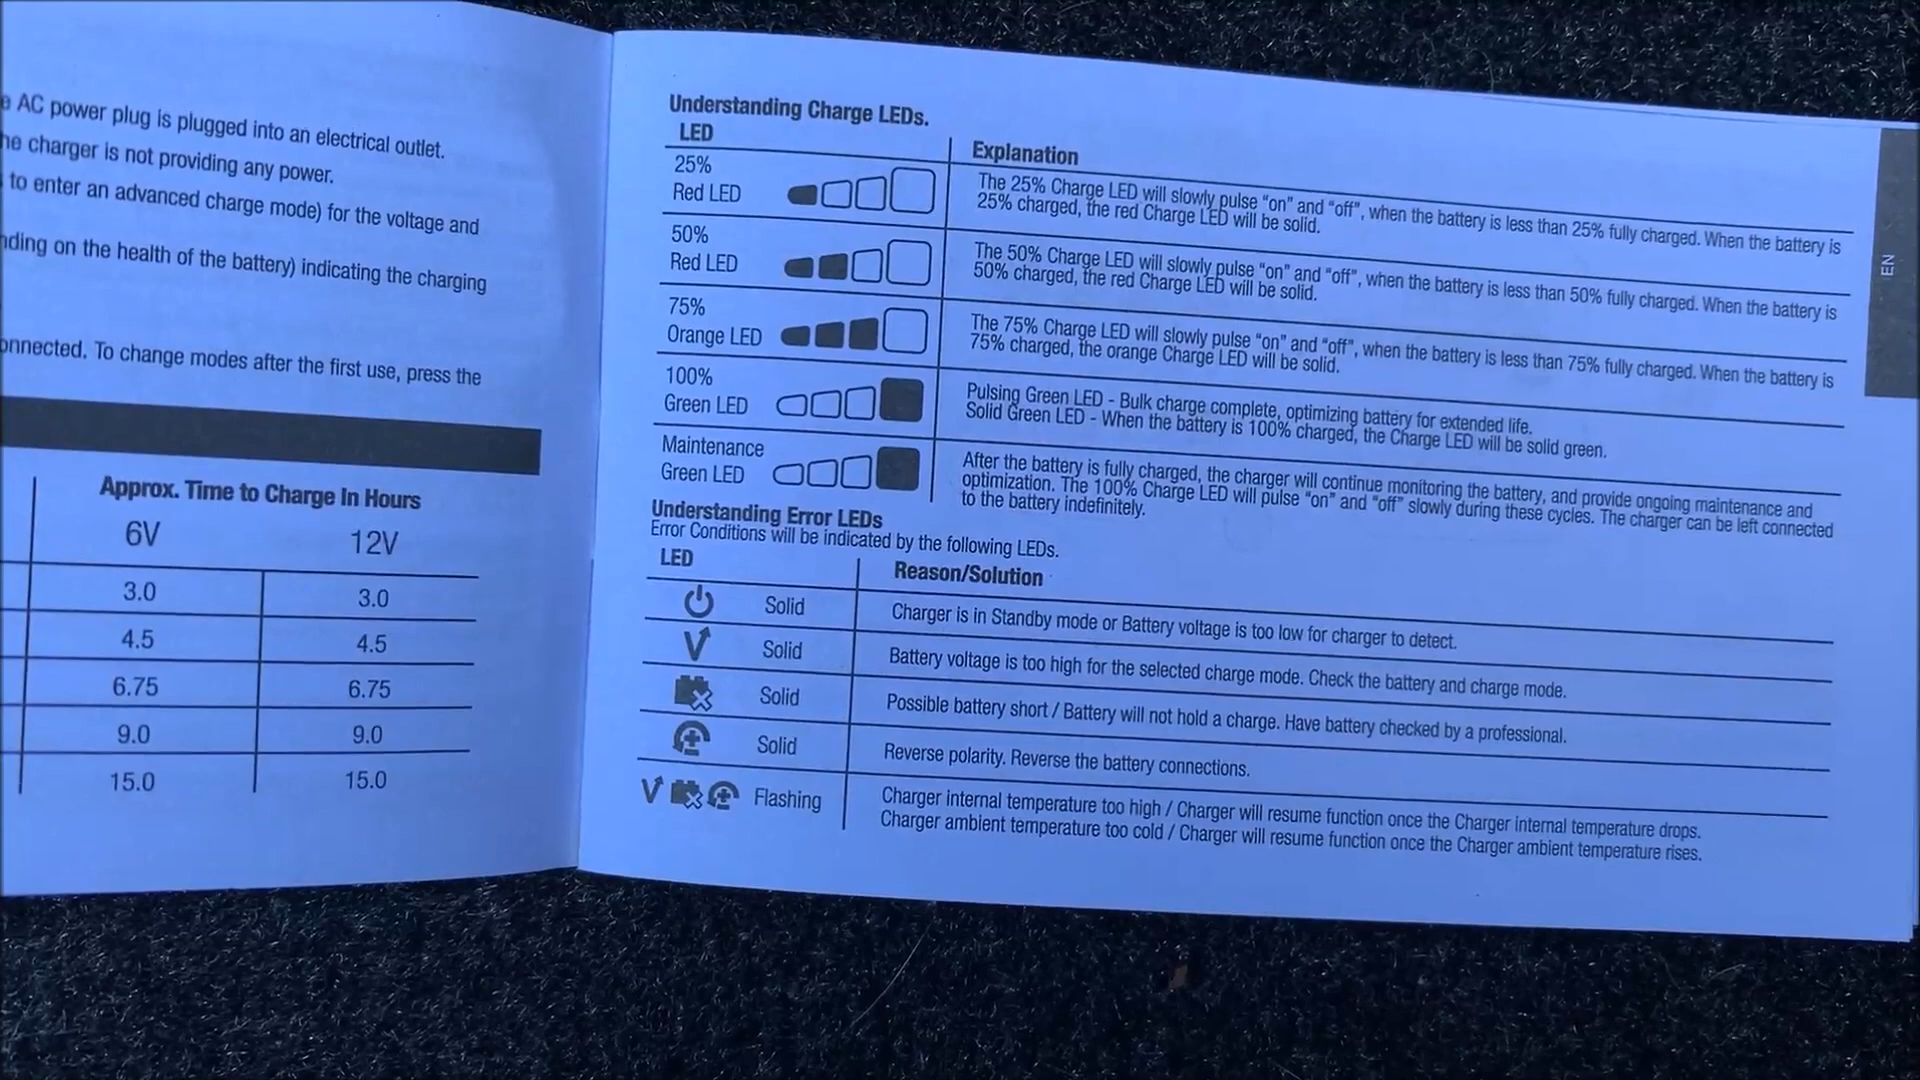 e AC power plug is plugged into an electrical outlet.
he charger is not providing any power.
to enter an advanced charge mode) for the voltage and
nding on the health of the battery) indicating the charging
onnected. To change modes after the first use, press the
Approx. Time to Charge In Hours
6V 12V
3.0 3.0
4.5 4.5
6.75 6.75
9.0 9.0
15.0 15.0
Understanding Charge LEDs.
LED Explanation
25%
Red LED
The 25% Charge LED will slowly pulse “on” and “off”, when the battery is less than 25% fully charged. When the battery is
25% charged, the red Charge LED will be solid.
50%
Red LED
The 50% Charge LED will slowly pulse “on” and “off”, when the battery is less than 50% fully charged. When the battery is
50% charged, the red Charge LED will be solid.
75%
Orange LED
The 75% Charge LED will slowly pulse “on” and “off”, when the battery is less than 75% fully charged. When the battery is
75% charged, the orange Charge LED will be solid.
100%
Green LED
Pulsing Green LED - Bulk charge complete, optimizing battery for extended life.
Solid Green LED - When the battery is 100% charged, the Charge LED will be solid green.
Maintenance
Green LED
After the battery is fully charged, the charger will continue monitoring the battery, and provide ongoing maintenance and
optimization. The 100% Charge LED will pulse “on” and “off” slowly during these cycles. The charger can be left connected
to the battery indefinitely.
Understanding Error LEDs
Error Conditions will be indicated by the following LEDs.
LED Reason/Solution
Solid Charger is in Standby mode or Battery voltage is too low for charger to detect.
Solid Battery voltage is too high for the selected charge mode. Check the battery and charge mode.
Solid Possible battery short / Battery will not hold a charge. Have battery checked by a professional.
Solid Reverse polarity. Reverse the battery connections.
Flashing Charger internal temperature too high / Charger will resume function once the Charger internal temperature drops.
Charger ambient temperature too cold / Charger will resume function once the Charger ambient temperature rises.
EN